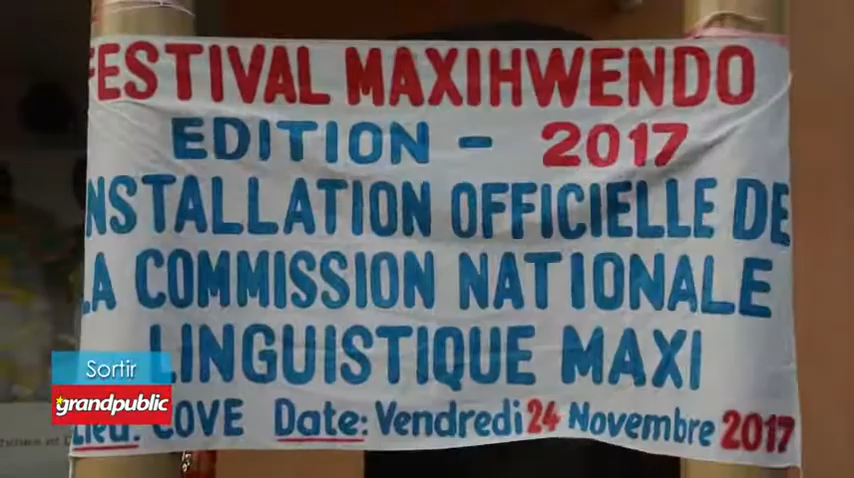 FESTIVAL MAXIHWENDO
EDITION - 2017
INSTALLATION OFFICIELLE DE
LA COMMISSION NATIONALE
LINGUISTIQUE MAXI
Lieu: COVE Date: Vendredi 24 Novembre 2017
Sortir
grandpublic